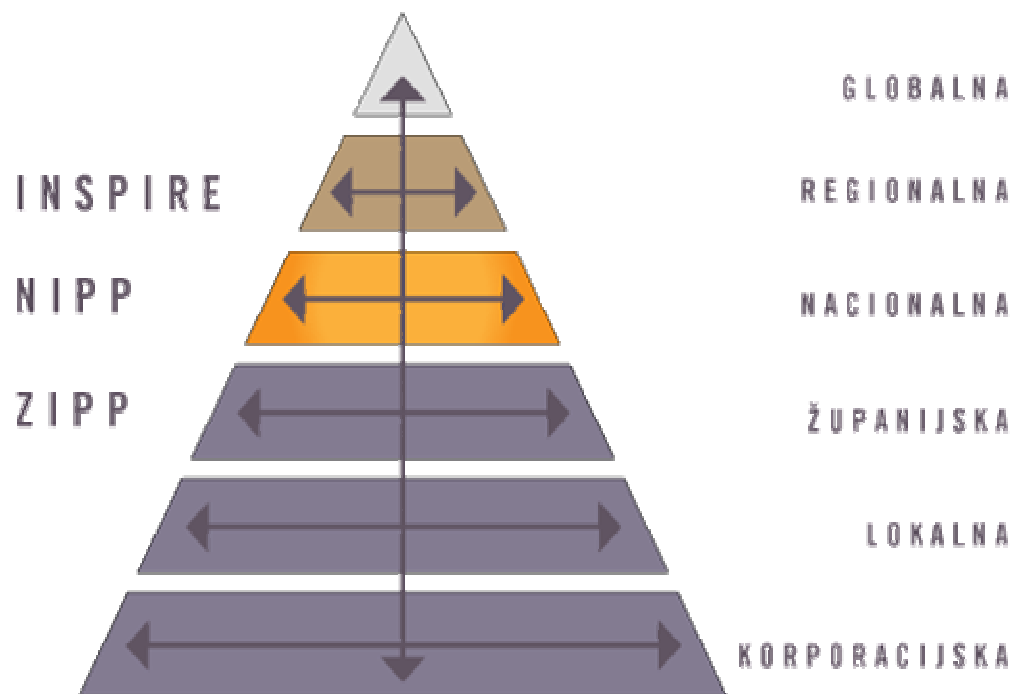 GLOBALNA
INSPIRE
REGIONALNA
NIPP
NACIONALNA
ZIPP
ŽUPANIJSKA
LOKALNA
KORPORACIJSKA